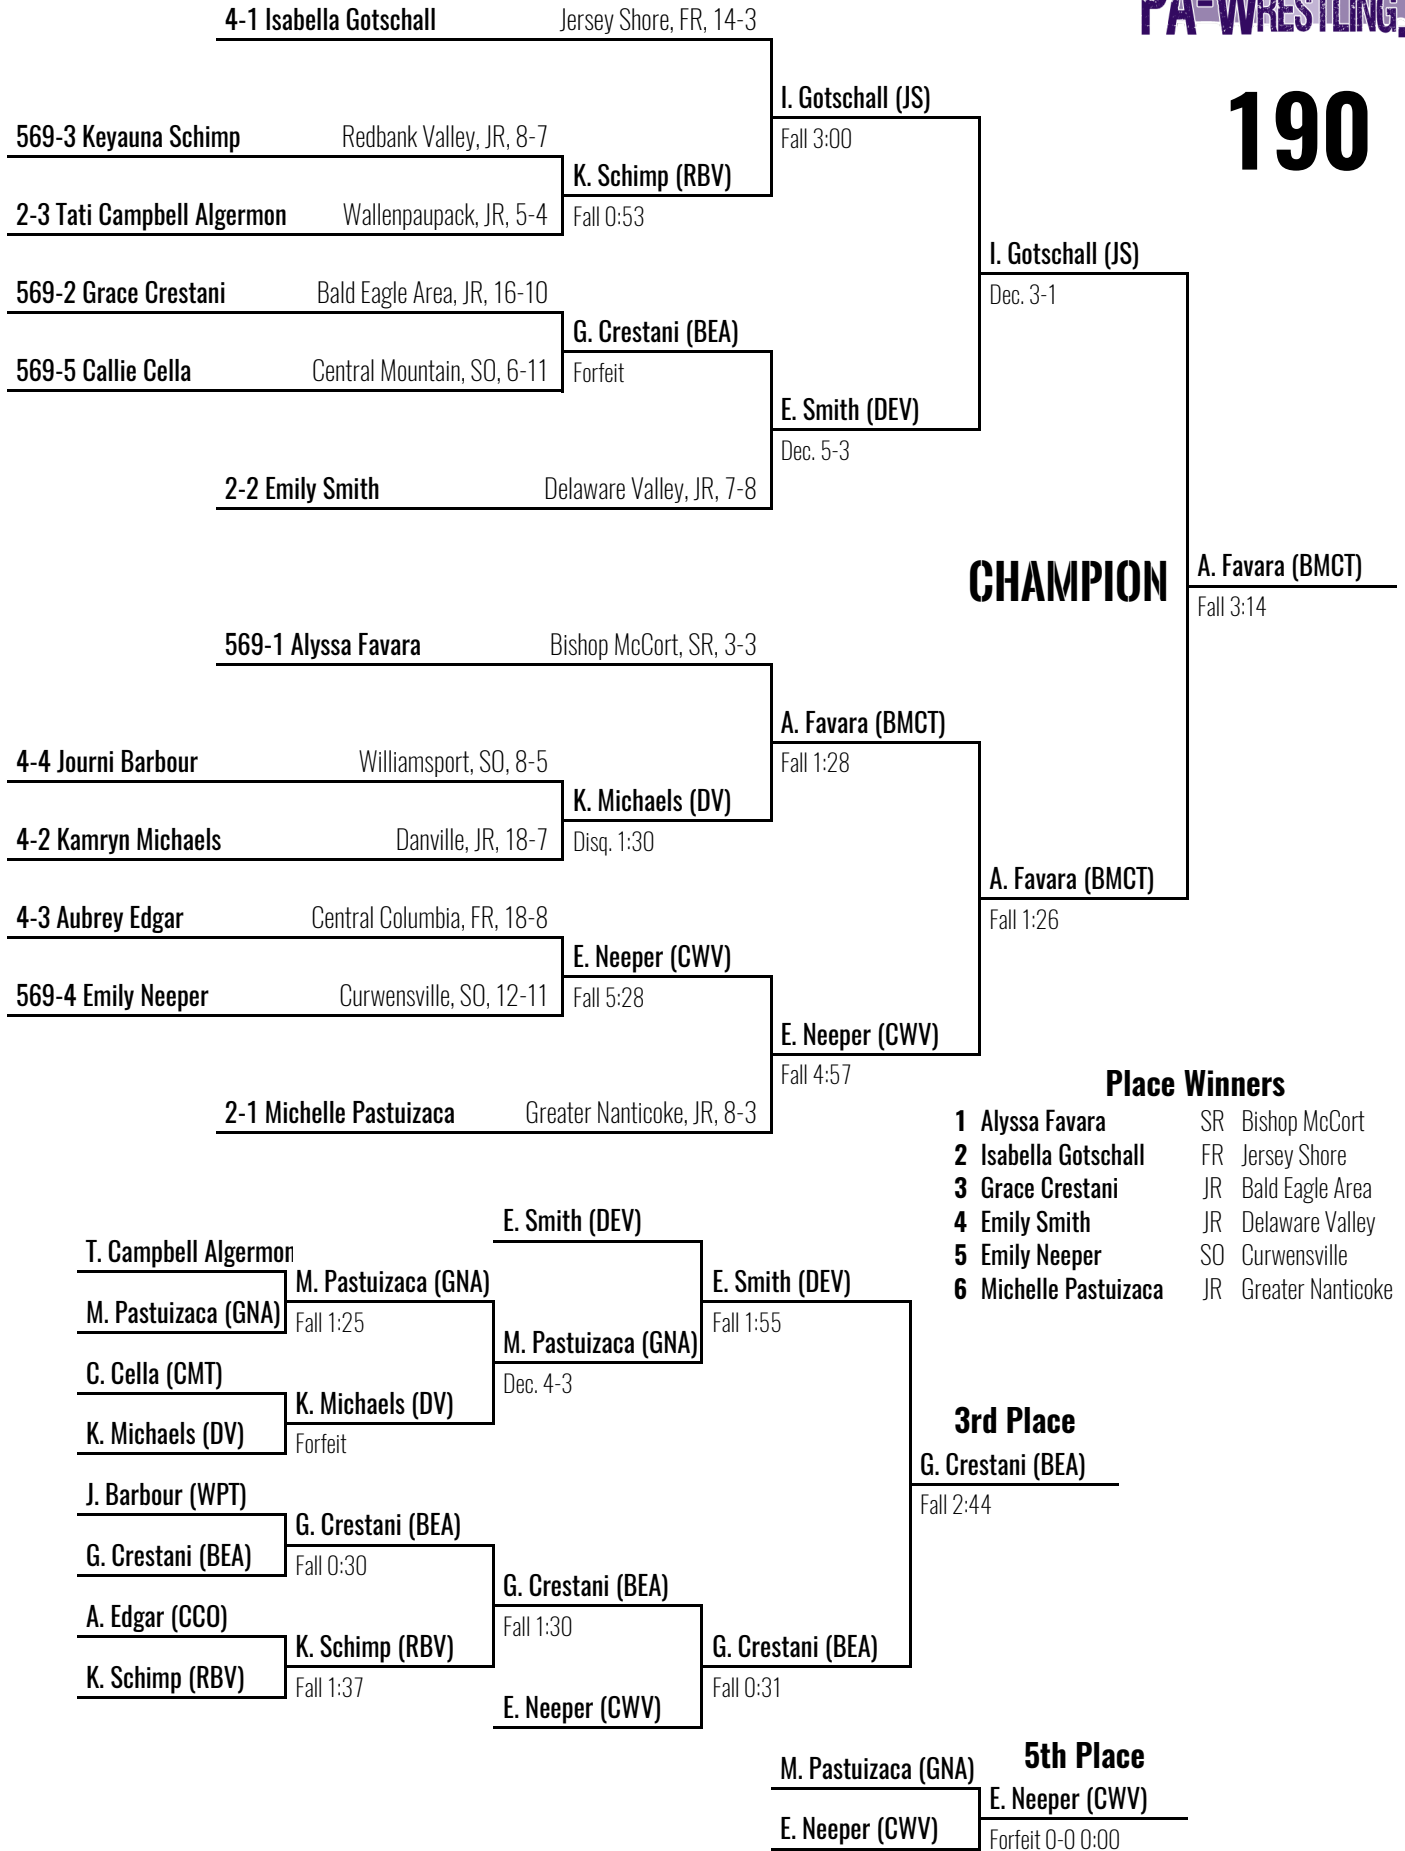 PA-WRESTLING.
190
4-1 Isabella Gotschall Jersey Shore, FR, 14-3
I. Gotschall (JS)
Fall 3:00
569-3 Keyauna Schimp Redbank Valley, JR, 8-7
K. Schimp (RBV)
Fall 0:53
2-3 Tati Campbell Algermon Wallenpaupack, JR, 5-4
I. Gotschall (JS)
Dec. 3-1
569-2 Grace Crestani Bald Eagle Area, JR, 16-10
G. Crestani (BEA)
Forfeit
569-5 Callie Cella Central Mountain, SO, 6-11
E. Smith (DEV)
Dec. 5-3
2-2 Emily Smith Delaware Valley, JR, 7-8
CHAMPION
A. Favara (BMCT)
Fall 3:14
569-1 Alyssa Favara Bishop McCort, SR, 3-3
A. Favara (BMCT)
Fall 1:28
4-4 Journi Barbour Williamsport, SO, 8-5
K. Michaels (DV)
Disq. 1:30
4-2 Kamryn Michaels Danville, JR, 18-7
A. Favara (BMCT)
Fall 1:26
4-3 Aubrey Edgar Central Columbia, FR, 18-8
E. Neeper (CWV)
Fall 5:28
569-4 Emily Neeper Curwensville, SO, 12-11
E. Neeper (CWV)
Fall 4:57
2-1 Michelle Pastuizaca Greater Nanticoke, JR, 8-3
Place Winners
1 Alyssa Favara SR Bishop McCort
2 Isabella Gotschall FR Jersey Shore
3 Grace Crestani JR Bald Eagle Area
4 Emily Smith JR Delaware Valley
5 Emily Neeper SO Curwensville
6 Michelle Pastuizaca JR Greater Nanticoke
E. Smith (DEV)
T. Campbell Algermon
M. Pastuizaca (GNA)
Fall 1:25
M. Pastuizaca (GNA)
E. Smith (DEV)
Fall 1:55
M. Pastuizaca (GNA)
Dec. 4-3
C. Cella (CMT)
K. Michaels (DV)
Forfeit
K. Michaels (DV)
3rd Place
G. Crestani (BEA)
Fall 2:44
J. Barbour (WPT)
G. Crestani (BEA)
Fall 0:30
G. Crestani (BEA)
G. Crestani (BEA)
Fall 1:30
A. Edgar (CCO)
K. Schimp (RBV)
Fall 1:37
K. Schimp (RBV)
G. Crestani (BEA)
Fall 0:31
E. Neeper (CWV)
5th Place
M. Pastuizaca (GNA)
E. Neeper (CWV)
Forfeit 0-0 0:00
E. Neeper (CWV)